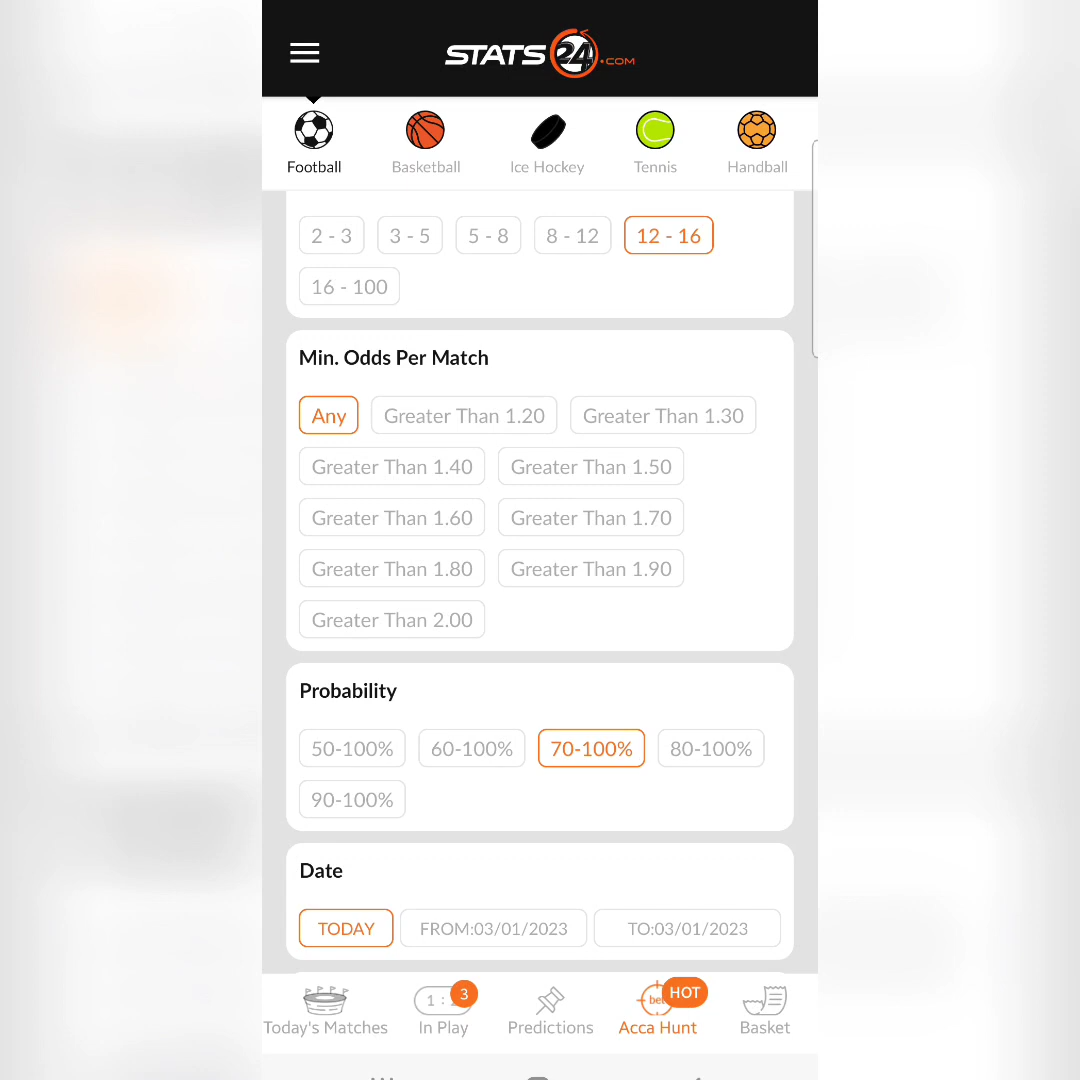 STATS 24 .COM
Football Basketball Ice Hockey Tennis Handball
2 - 3 3 - 5 5 - 8 8 - 12 12 - 16
16 - 100
Min. Odds Per Match
Any Greater Than 1.20 Greater Than 1.30
Greater Than 1.40 Greater Than 1.50
Greater Than 1.60 Greater Than 1.70
Greater Than 1.80 Greater Than 1.90
Greater Than 2.00
Probability
50-100% 60-100% 70-100% 80-100%
90-100%
Date
TODAY FROM:03/01/2023 TO:03/01/2023
1 : 3 bet HOT
Today's Matches In Play Predictions Acca Hunt Basket